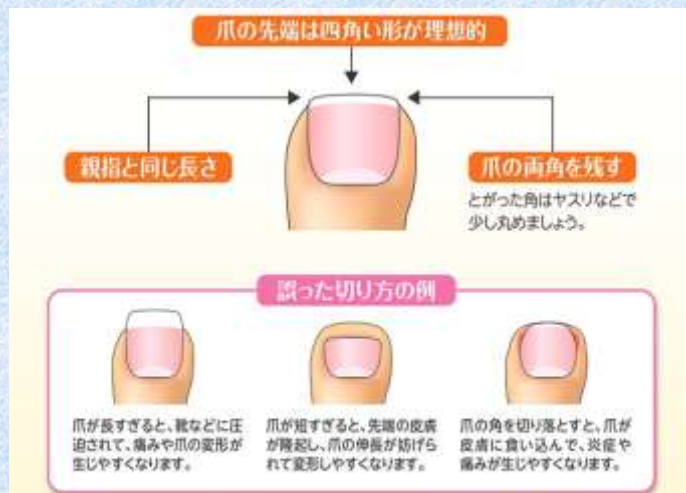 爪の先端は四角い形が理想的
親指と同じ長さ
爪の両角を残す
とがった角はヤスリなどで
少し丸めましょう。
誤った切り方の例
爪が長すぎると、靴などに圧
迫されて、痛みや爪の変形が
生じやすくなります。
爪が短すぎると、先端の皮膚
が隆起し、爪の伸長が妨げら
れて変形しやすくなります。
爪の角を切り落とすと、爪が
皮膚に食い込んで、炎症や
痛みが生じやすくなります。